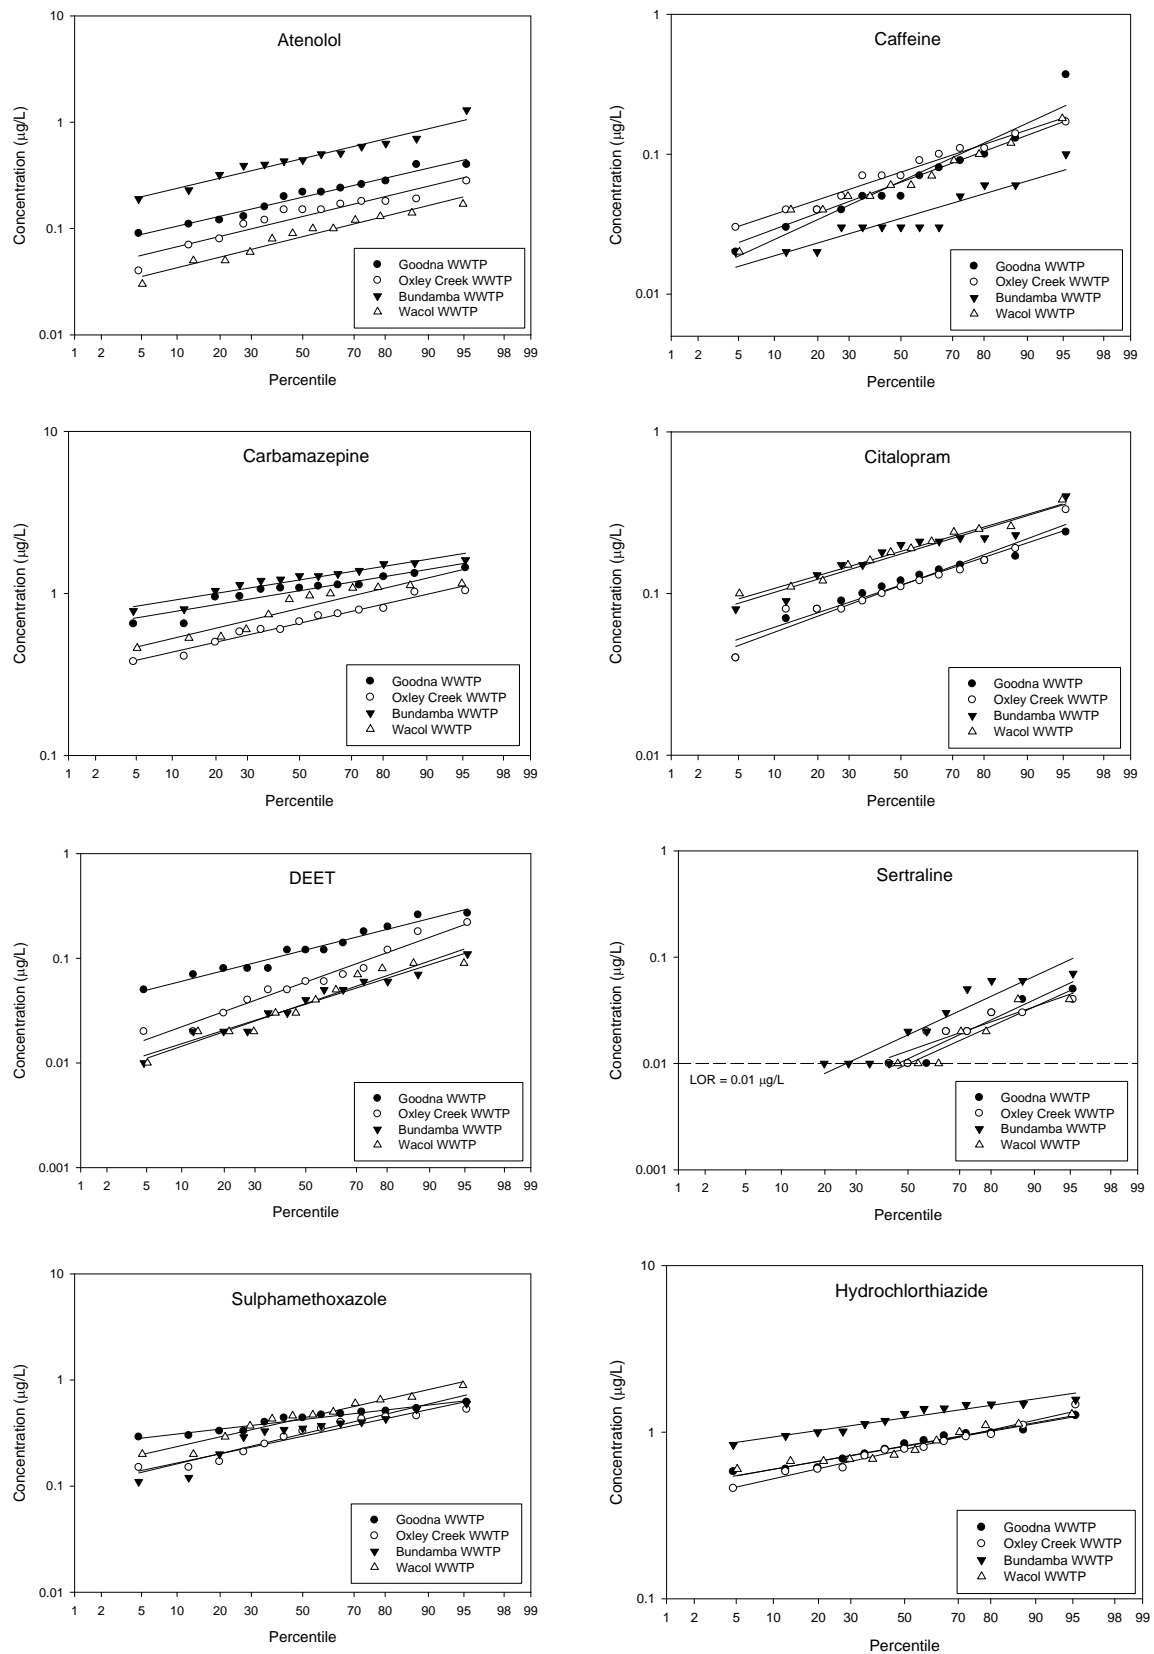 Atenolol
Concentration (µg/L)
10
1
0.1
0.01
Goodna WWTP
Oxley Creek WWTP
Bundamba WWTP
Wacol WWTP
1 2 5 10 20 30 50 70 80 90 95 98 99
Percentile
Caffeine
Concentration (µg/L)
1
0.1
0.01
Goodna WWTP
Oxley Creek WWTP
Bundamba WWTP
Wacol WWTP
1 2 5 10 20 30 50 70 80 90 95 98 99
Percentile
Carbamazepine
Concentration (µg/L)
10
1
0.1
Goodna WWTP
Oxley Creek WWTP
Bundamba WWTP
Wacol WWTP
1 2 5 10 20 30 50 70 80 90 95 98 99
Percentile
Citalopram
Concentration (µg/L)
1
0.1
0.01
Goodna WWTP
Oxley Creek WWTP
Bundamba WWTP
Wacol WWTP
1 2 5 10 20 30 50 70 80 90 95 98 99
Percentile
DEET
Concentration (µg/L)
1
0.1
0.01
0.001
Goodna WWTP
Oxley Creek WWTP
Bundamba WWTP
Wacol WWTP
1 2 5 10 20 30 50 70 80 90 95 98 99
Percentile
Sertraline
Concentration (µg/L)
1
0.1
0.01
0.001
LOR = 0.01 µg/L
Goodna WWTP
Oxley Creek WWTP
Bundamba WWTP
Wacol WWTP
1 2 5 10 20 30 50 70 80 90 95 98 99
Percentile
Sulphamethoxazole
Concentration (µg/L)
10
1
0.1
0.01
Goodna WWTP
Oxley Creek WWTP
Bundamba WWTP
Wacol WWTP
1 2 5 10 20 30 50 70 80 90 95 98 99
Percentile
Hydrochlorthiazide
Concentration (µg/L)
10
1
0.1
Goodna WWTP
Oxley Creek WWTP
Bundamba WWTP
Wacol WWTP
1 2 5 10 20 30 50 70 80 90 95 98 99
Percentile